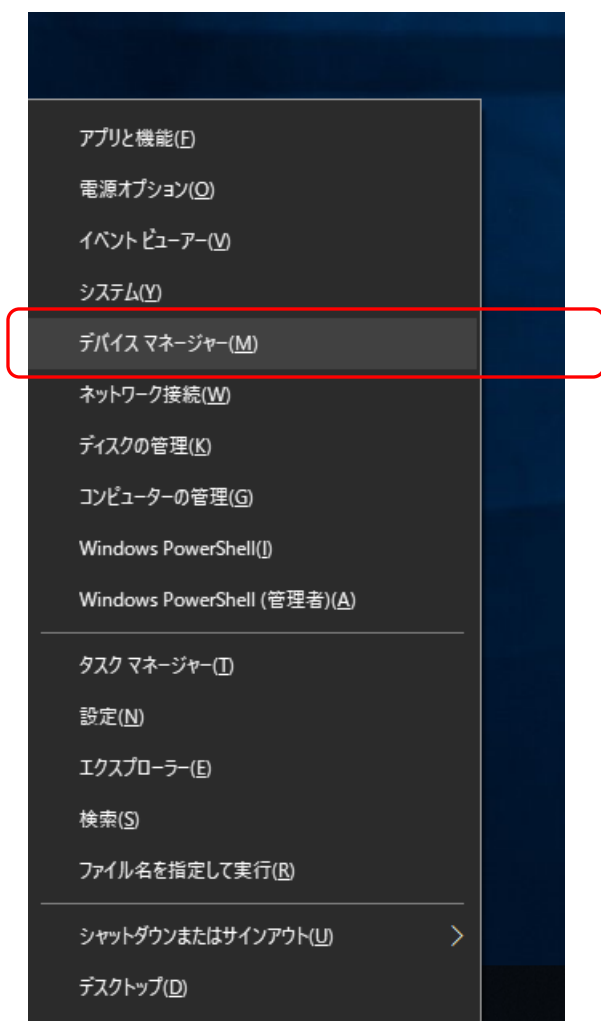 アプリと機能(F)
電源オプション(O)
イベント ビューアー(V)
システム(Y)
デバイス マネージャー(M)
ネットワーク接続(W)
ディスクの管理(K)
コンピューターの管理(G)
Windows PowerShell(I)
Windows PowerShell (管理者)(A)
タスク マネージャー(T)
設定(N)
エクスプローラー(E)
検索(S)
ファイル名を指定して実行(R)
シャットダウンまたはサインアウト(U)
デスクトップ(D)